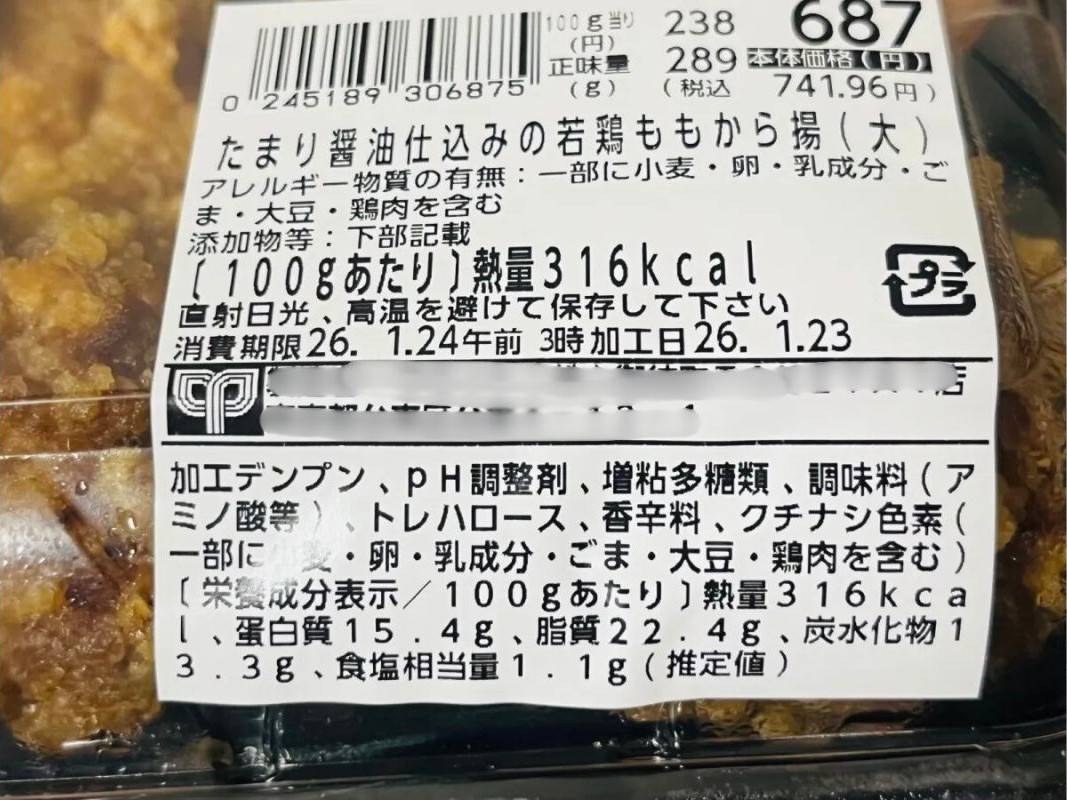 100g当り 238 687
(円)
正味量 289 本体価格(円)
(g) (税込 741.96円)
0 245189 306875
たまり醤油仕込みの若鶏ももから揚(大)
アレルギー物質の有無:一部に小麦・卵・乳成分・ご
ま・大豆・鶏肉を含む
添加物等:下部記載
〔100gあたり〕熱量316kcal
プラ
直射日光、高温を避けて保存して下さい
消費期限26. 1.24午前 3時 加工日26. 1.23
店
加工デンプン、pH調整剤、増粘多糖類、調味料(ア
ミノ酸等)、トレハロース、香辛料、クチナシ色素(
一部に小麦・卵・乳成分・ごま・大豆・鶏肉を含む)
〔栄養成分表示/100gあたり〕熱量316kca
l、蛋白質15.4g、脂質22.4g、炭水化物1
3.3g、食塩相当量1.1g(推定値)